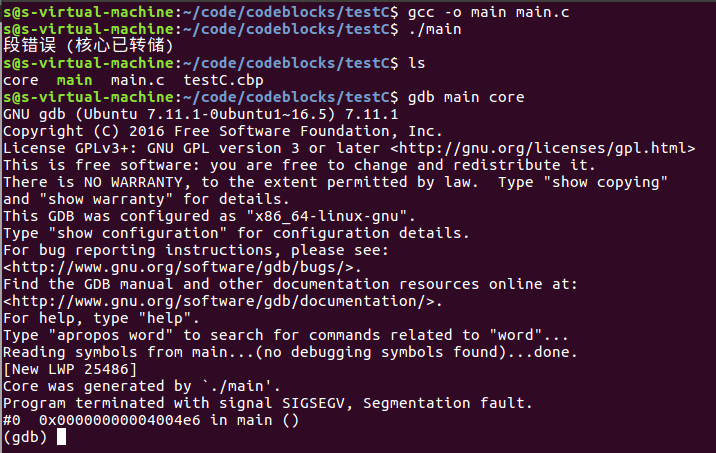 s@s-virtual-machine:~/code/codeblocks/testC$ gcc -o main main.c
s@s-virtual-machine:~/code/codeblocks/testC$ ./main
段错误 (核心已转储)
s@s-virtual-machine:~/code/codeblocks/testC$ ls
core  main  main.c  testC.cbp
s@s-virtual-machine:~/code/codeblocks/testC$ gdb main core
GNU gdb (Ubuntu 7.11.1-0ubuntu1~16.5) 7.11.1
Copyright (C) 2016 Free Software Foundation, Inc.
License GPLv3+: GNU GPL version 3 or later <http://gnu.org/licenses/gpl.html>
This is free software: you are free to change and redistribute it.
There is NO WARRANTY, to the extent permitted by law.  Type "show copying"
and "show warranty" for details.
This GDB was configured as "x86_64-linux-gnu".
Type "show configuration" for configuration details.
For bug reporting instructions, please see:
<http://www.gnu.org/software/gdb/bugs/>.
Find the GDB manual and other documentation resources online at:
<http://www.gnu.org/software/gdb/documentation/>.
For help, type "help".
Type "apropos word" to search for commands related to "word"...
Reading symbols from main...(no debugging symbols found)...done.
[New LWP 25486]
Core was generated by `./main'.
Program terminated with signal SIGSEGV, Segmentation fault.
#0  0x00000000004004e6 in main ()
(gdb)